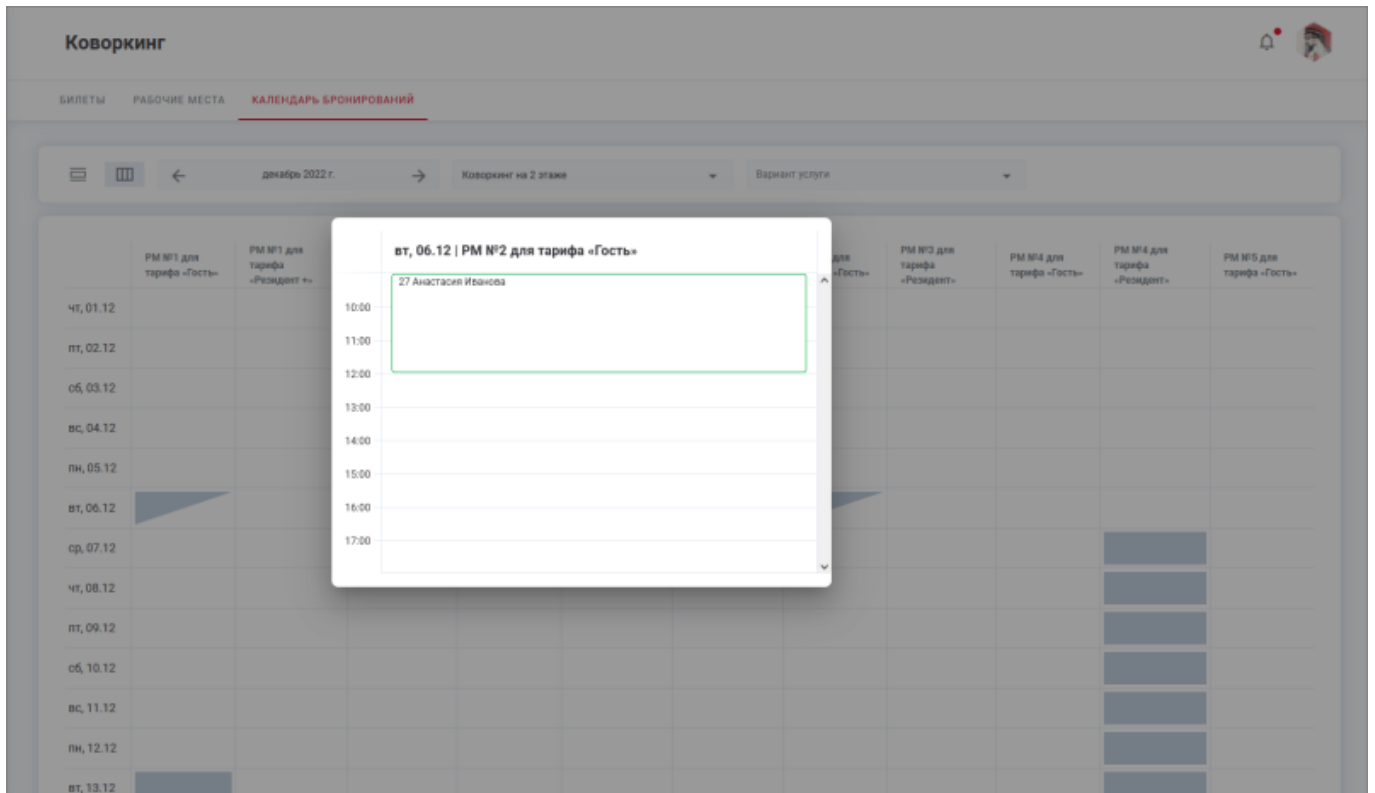 Коворкинг
БИЛЕТЫ РАБОЧИЕ МЕСТА КАЛЕНДАРЬ БРОНИРОВАНИЙ
декабрь 2022 г. Коворкинг на 2 этаже Вариант услуги
РМ №1 для
тарифа «Гость»
РМ №1 для
тарифа
«Резидент +»
вт, 06.12 | РМ №2 для тарифа «Гость»
для
«Гость»
РМ №3 для
тарифа
«Резидент»
РМ №4 для
тарифа «Гость»
РМ №4 для
тарифа
«Резидент»
РМ №5 для
тарифа «Гость»
27 Анастасия Иванова
10:00
11:00
12:00
13:00
14:00
15:00
16:00
17:00
чт, 01.12
пт, 02.12
сб, 03.12
вс, 04.12
пн, 05.12
вт, 06.12
ср, 07.12
чт, 08.12
пт, 09.12
сб, 10.12
вс, 11.12
пн, 12.12
вт, 13.12